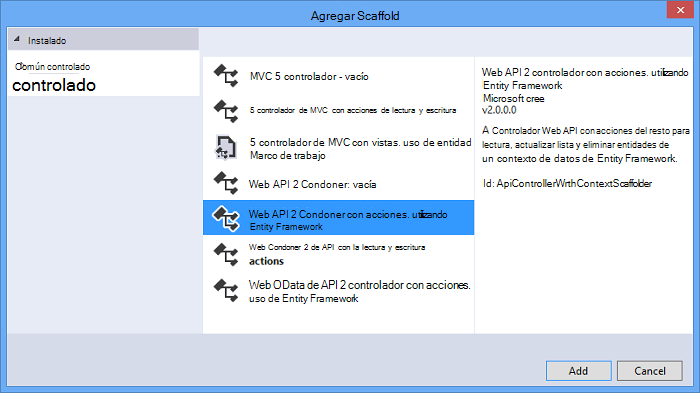 Agregar Scaffold
Instalado
Común controlado
controlado
MVC 5 controlador - vacío
5 controlador de MVC con acciones de lectura y escritura
5 controlador de MVC con vistas. uso de entidad
Marco de trabajo
Web API 2 Condoner: vacía
Web API 2 Condoner con acciones. utilizando
Entity Framework
Web Condoner 2 de API con la lectura y escritura
actions
Web OData de API 2 controlador con acciones.
uso de Entity Framework
Web API 2 controlador con acciones. utilizando
Entity Framework
Microsoft cree
v2.0.0.0
A Controlador Web API con acciones del resto para
lectura, actualizar lista y eliminar entidades de
un contexto de datos de Entity Framework.
Id: ApiControllerWrthContextScaffolder
Add
Cancel